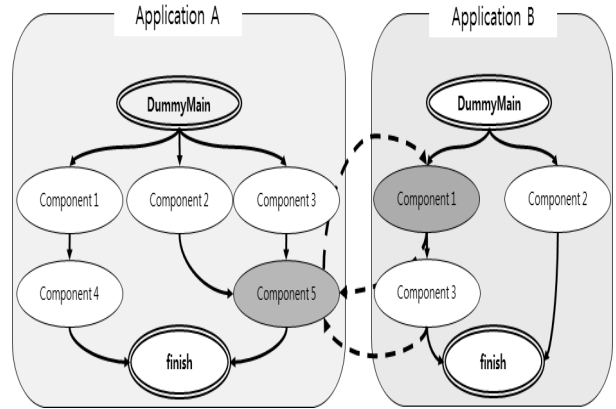 Application A
Application B
DummyMain
DummyMain
Component 1
Component 2
Component 3
Component 1
Component 2
Component 4
Component 5
Component 3
finish
finish